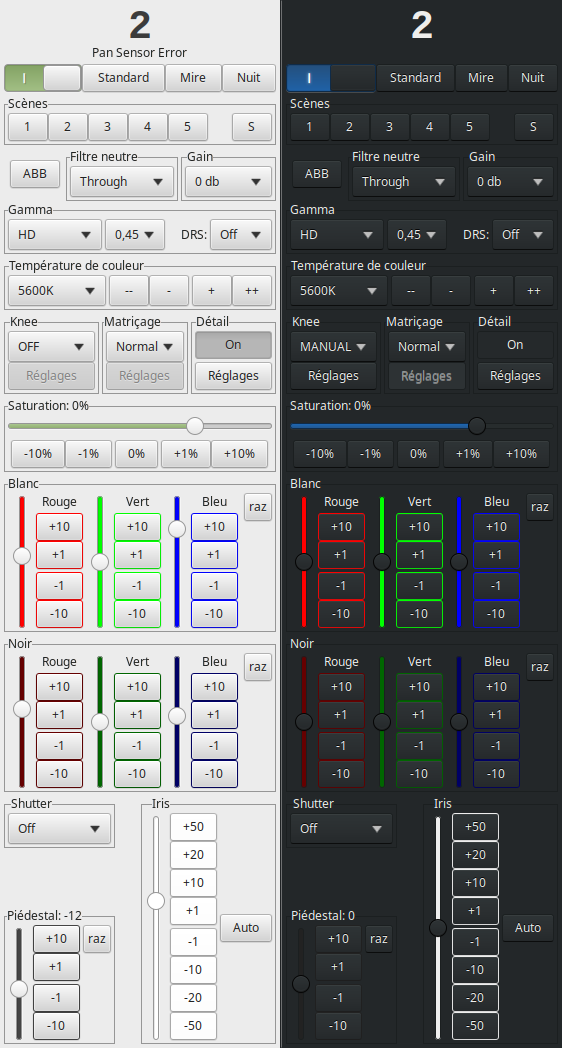 2
Pan Sensor Error
I Standard Mire Nuit
Scènes
1 2 3 4 5 S
ABB Filtre neutre Gain
Through 0 db
Gamma
HD 0,45 DRS: Off
Température de couleur
5600K -- - + ++
Knee Matriçage Détail
OFF Normal On
Réglages Réglages Réglages
Saturation: 0%
-10% -1% 0% +1% +10%
Blanc
Rouge Vert Bleu raz
+10 +10 +10
+1 +1 +1
-1 -1 -1
-10 -10 -10
Noir
Rouge Vert Bleu raz
+10 +10 +10
+1 +1 +1
-1 -1 -1
-10 -10 -10
Shutter
Off
Piédestal: -12
+10 raz
+1
-1
-10
Iris
+50
+20
+10
+1
Auto
-1
-10
-20
-50
2
I Standard Mire Nuit
Scènes
1 2 3 4 5 S
ABB Filtre neutre Gain
Through 0 db
Gamma
HD 0,45 DRS: Off
Température de couleur
5600K -- - + ++
Knee Matriçage Détail
MANUAL Normal On
Réglages Réglages Réglages
Saturation: 0%
-10% -1% 0% +1% +10%
Blanc
Rouge Vert Bleu raz
+10 +10 +10
+1 +1 +1
-1 -1 -1
-10 -10 -10
Noir
Rouge Vert Bleu raz
+10 +10 +10
+1 +1 +1
-1 -1 -1
-10 -10 -10
Shutter
Off
Piédestal: 0
+10 raz
+1
-1
-10
Iris
+50
+20
+10
+1
Auto
-1
-10
-20
-50